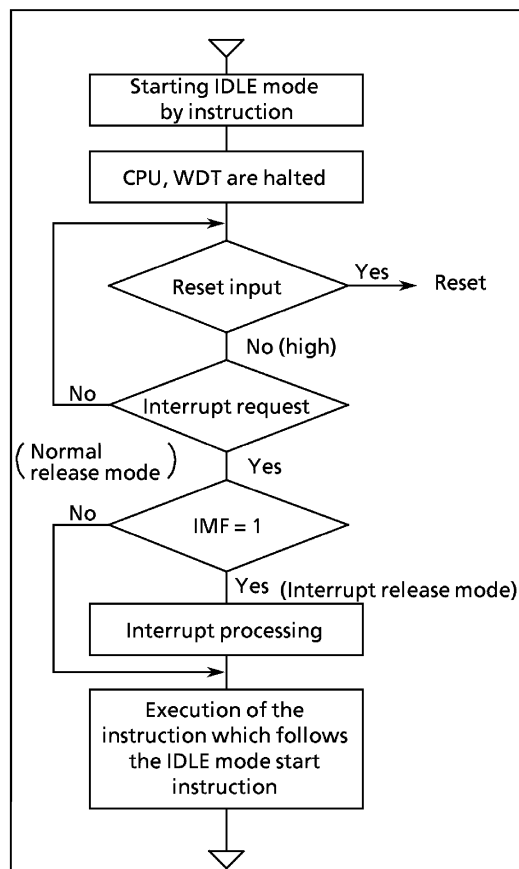 Starting IDLE mode
by instruction
CPU, WDT are halted
Reset input
Yes
Reset
No (high)
No
Interrupt request
(Normal
release mode)
Yes
No
IMF = 1
Yes
(Interrupt release mode)
Interrupt processing
Execution of the
instruction which follows
the IDLE mode start
instruction